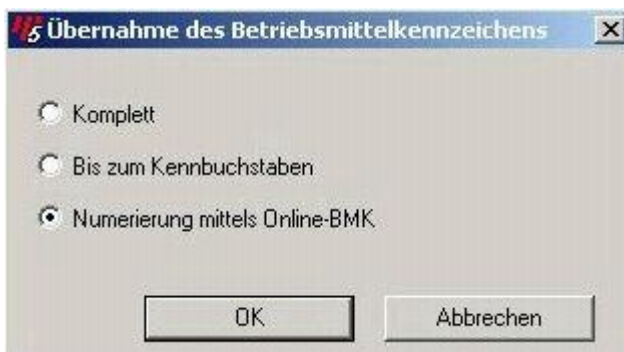 Übernahme des Betriebsmittelkennzeichens
Komplett
Bis zum Kennbuchstaben
Numerierung mittels Online-BMK
OK
Abbrechen